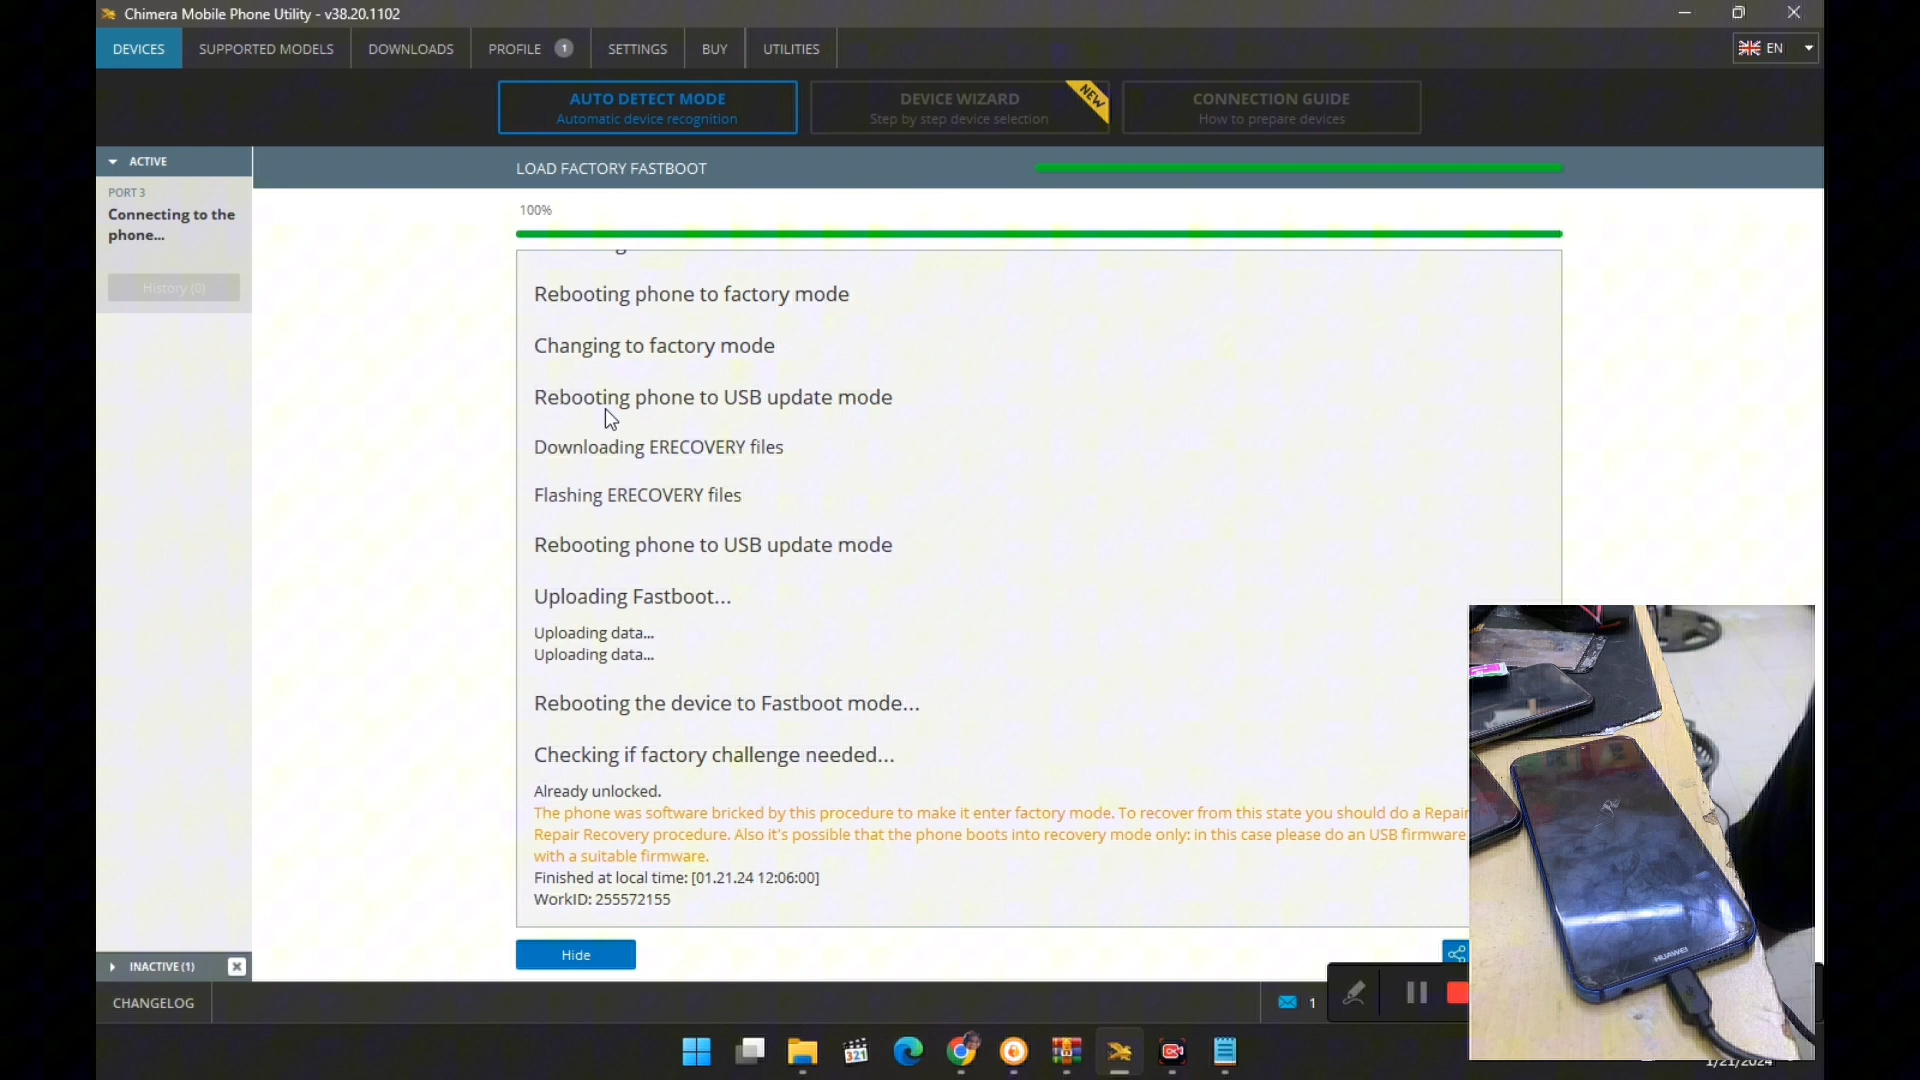 Chimera Mobile Phone Utility - v38.20.1102
DEVICES
SUPPORTED MODELS
DOWNLOADS
PROFILE
1
SETTINGS
BUY
UTILITIES
EN
AUTO DETECT MODE
Automatic device recognition
DEVICE WIZARD
Step by step device selection
NEW
CONNECTION GUIDE
How to prepare devices
ACTIVE
LOAD FACTORY FASTBOOT
PORT 3
Connecting to the
phone...
History (0)
100%
Rebooting phone to factory mode
Changing to factory mode
Rebooting phone to USB update mode
Downloading ERECOVERY files
Flashing ERECOVERY files
Rebooting phone to USB update mode
Uploading Fastboot...
Uploading data...
Uploading data...
Rebooting the device to Fastboot mode...
Checking if factory challenge needed...
Already unlocked.
The phone was software bricked by this procedure to make it enter factory mode. To recover from this state you should do a Repair
Repair Recovery procedure. Also it's possible that the phone boots into recovery mode only: in this case please do an USB firmware
with a suitable firmware.
Finished at local time: [01.21.24 12:06:00]
WorkID: 255572155
Hide
HUAWEI
INACTIVE (1)
CHANGELOG
1
321
1/21/2024